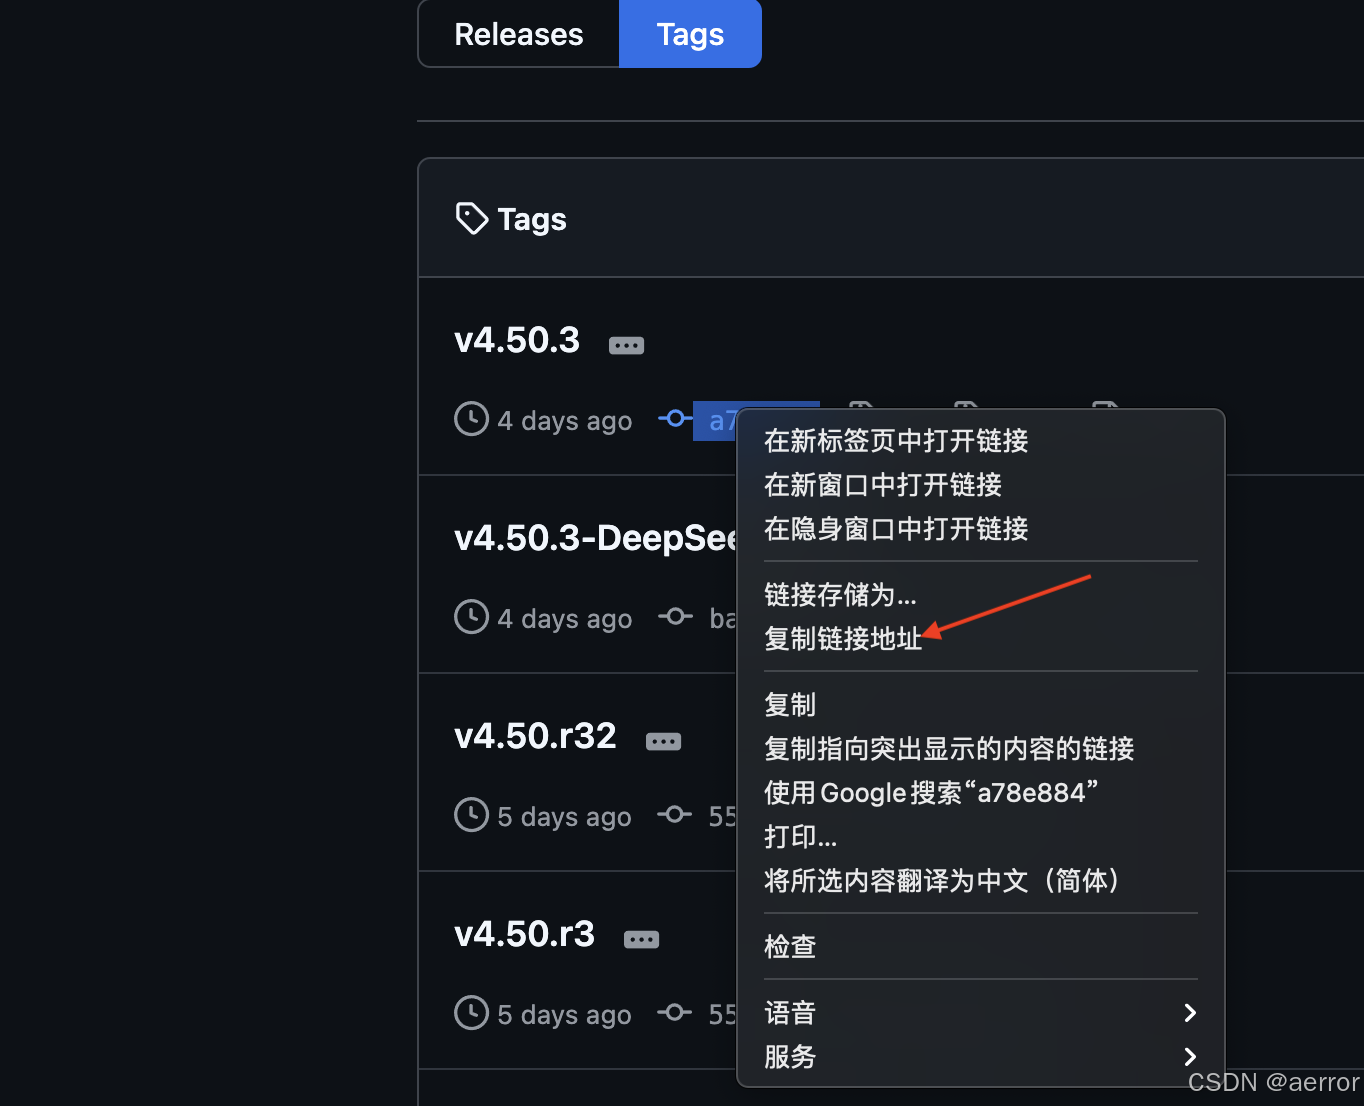 Releases
Tags
Tags
v4.50.3
4 days ago a7
v4.50.3-DeepSee
4 days ago ba
v4.50.r32
5 days ago 55
v4.50.r3
5 days ago 55
在新标签页中打开链接
在新窗口中打开链接
在隐身窗口中打开链接
链接存储为...
复制链接地址
复制
复制指向突出显示的内容的链接
使用Google搜索“a78e884”
打印...
将所选内容翻译为中文（简体）
检查
语音
服务
CSDN @aerror